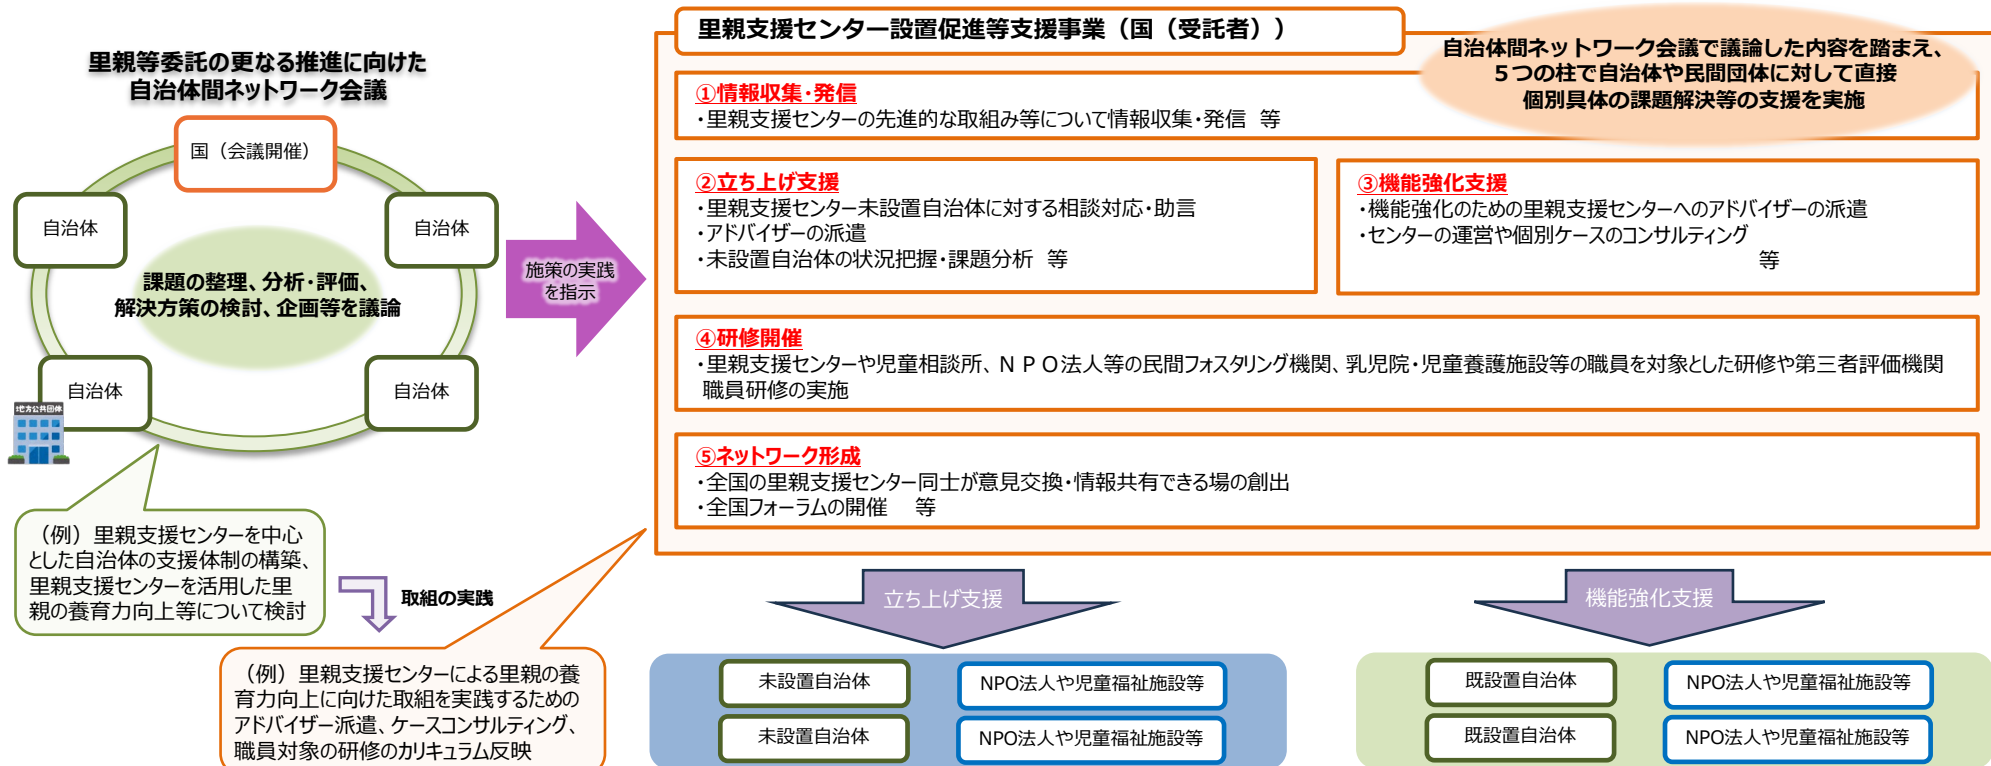 里親等委託の更なる推進に向けた
自治体間ネットワーク会議
国（会議開催）
自治体
自治体
課題の整理、分析・評価、
解決方策の検討、企画等を議論
自治体
自治体
地方公共団体
（例）里親支援センターを中心
とした自治体の支援体制の構築、
里親支援センターを活用した里
親の養育力向上等について検討
取組の実践
（例）里親支援センターによる里親の養
育力向上に向けた取組を実践するための
アドバイザー派遣、ケースコンサルティング、
職員対象の研修のカリキュラム反映
施策の実践
を指示
里親支援センター設置促進等支援事業（国（受託者））
自治体間ネットワーク会議で議論した内容を踏まえ、
５つの柱で自治体や民間団体に対して直接
個別具体の課題解決等の支援を実施
①情報収集・発信
・里親支援センターの先進的な取組み等について情報収集・発信　等
②立ち上げ支援
・里親支援センター未設置自治体に対する相談対応・助言
・アドバイザーの派遣
・未設置自治体の状況把握・課題分析　等
③機能強化支援
・機能強化のための里親支援センターへのアドバイザーの派遣
・センターの運営や個別ケースのコンサルティング
等
④研修開催
・里親支援センターや児童相談所、ＮＰＯ法人等の民間フォスタリング機関、乳児院・児童養護施設等の職員を対象とした研修や第三者評価機関
職員研修の実施
⑤ネットワーク形成
・全国の里親支援センター同士が意見交換・情報共有できる場の創出
・全国フォーラムの開催　等
立ち上げ支援
機能強化支援
未設置自治体
NPO法人や児童福祉施設等
未設置自治体
NPO法人や児童福祉施設等
既設置自治体
NPO法人や児童福祉施設等
既設置自治体
NPO法人や児童福祉施設等